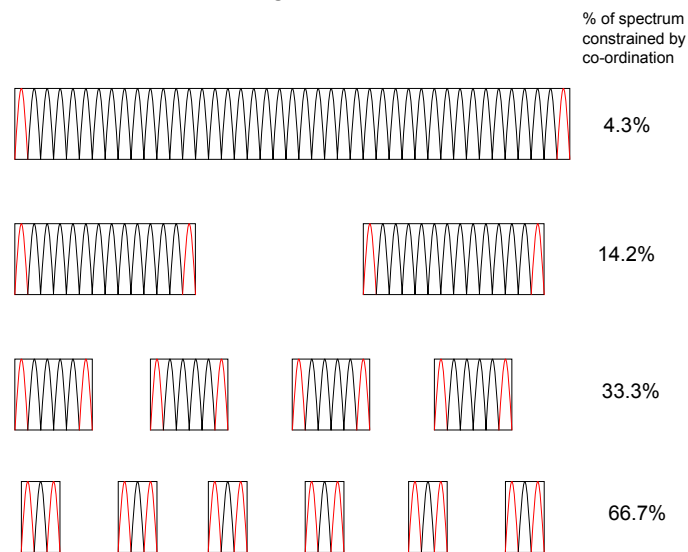 % of spectrum
constrained by
co-ordination
4.3%
14.2%
33.3%
66.7%